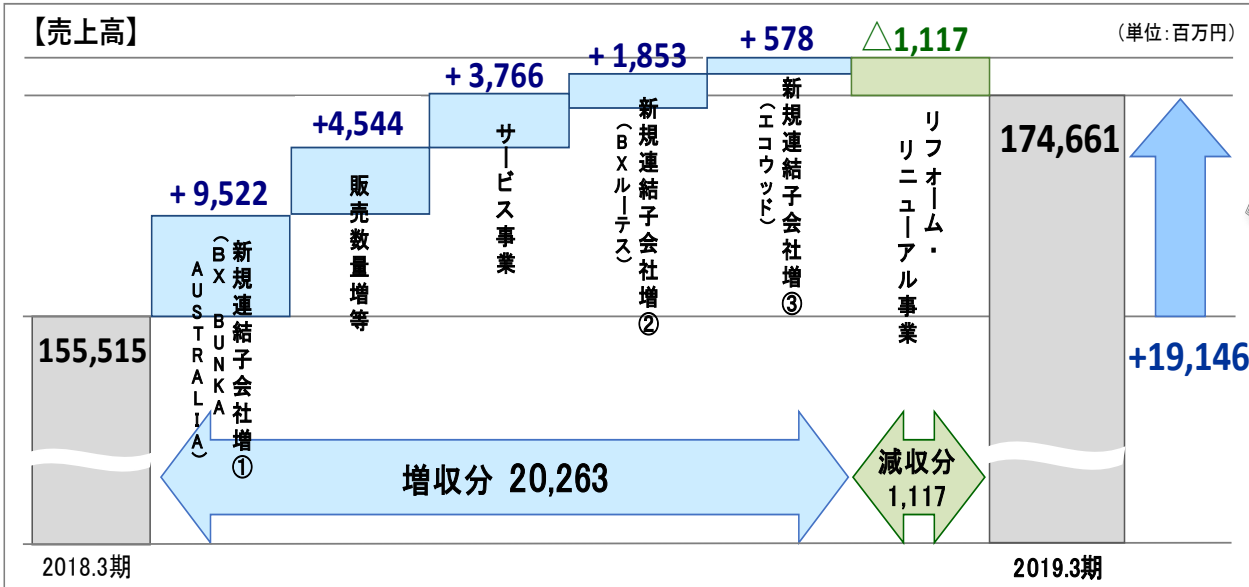 【売上高】
(単位:百万円)
+ 9,522
+4,544
+ 3,766
+ 1,853
+ 578
△1,117
155,515
新規連結子会社増①
(BX BUNKA
AUSTRALIA)
販売数量増等
サービス事業
新規連結子会社増②
(BXルーテス)
新規連結子会社増③
(エコウッド)
リフォーム・
リニューアル事業
174,661
+19,146
増収分 20,263
減収分
1,117
2018.3期
2019.3期